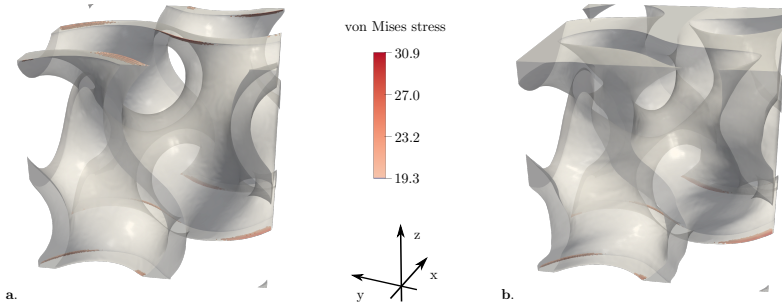 von Mises stress
30.9
27.0
23.2
19.3
z
x
y
a.
b.